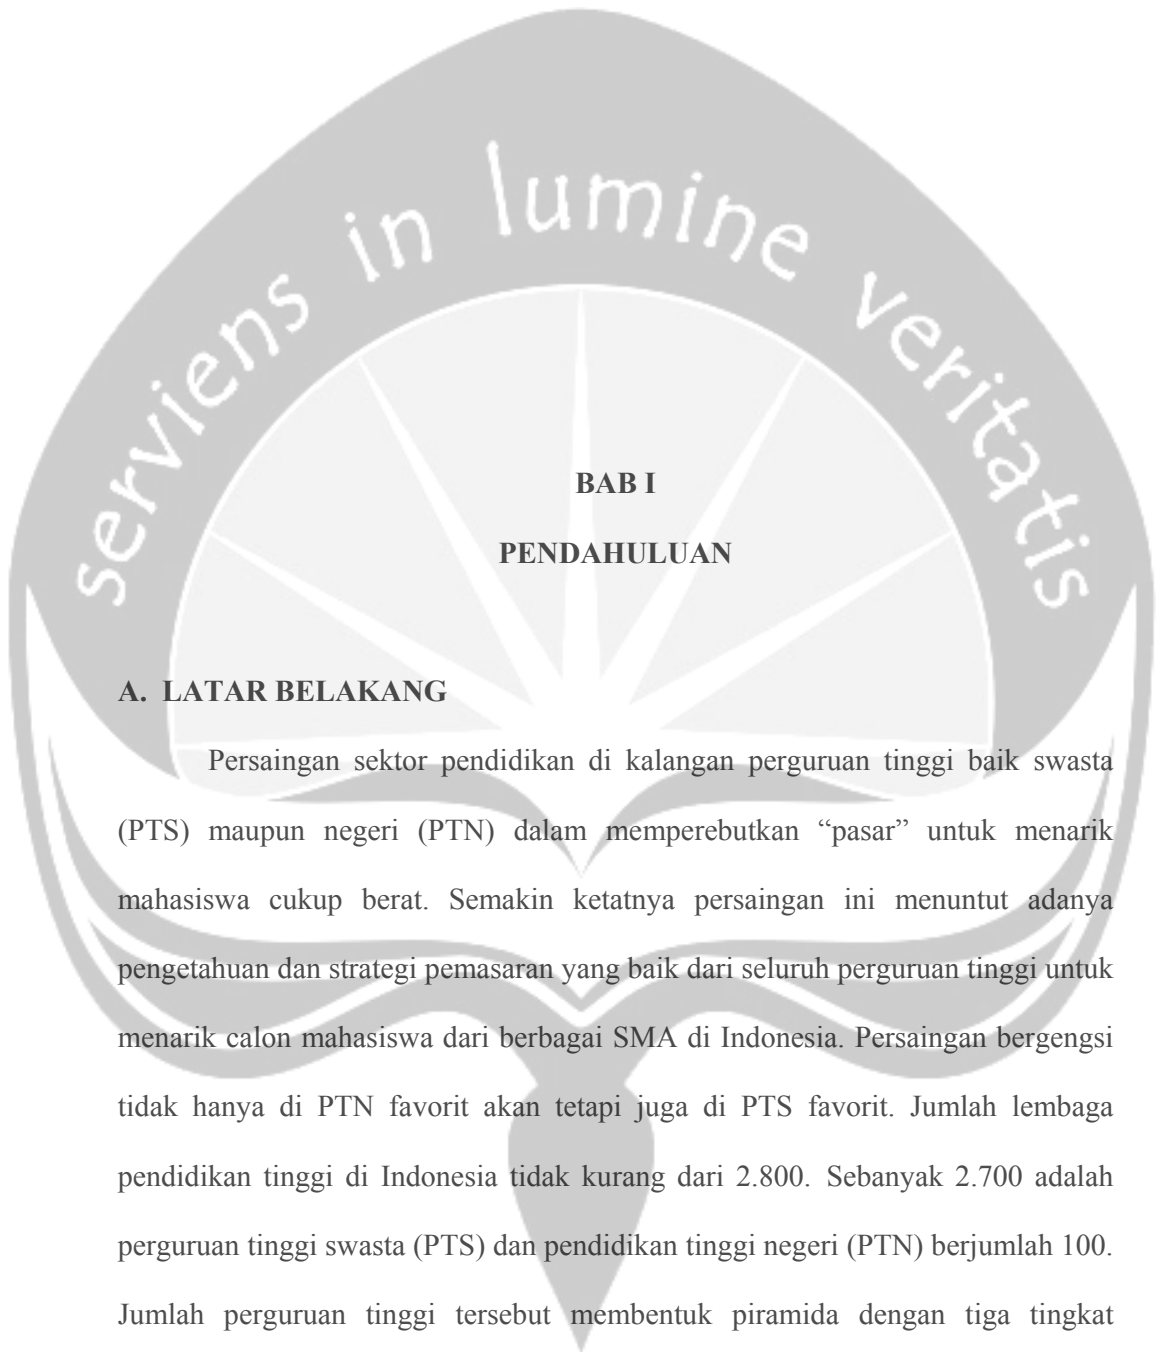 serviens in lumine veritatis
BAB I
PENDAHULUAN
A. LATAR BELAKANG
Persaingan sektor pendidikan di kalangan perguruan tinggi baik swasta
(PTS) maupun negeri (PTN) dalam memperebutkan “pasar” untuk menarik
mahasiswa cukup berat. Semakin ketatnya persaingan ini menuntut adanya
pengetahuan dan strategi pemasaran yang baik dari seluruh perguruan tinggi untuk
menarik calon mahasiswa dari berbagai SMA di Indonesia. Persaingan bergengsi
tidak hanya di PTN favorit akan tetapi juga di PTS favorit. Jumlah lembaga
pendidikan tinggi di Indonesia tidak kurang dari 2.800. Sebanyak 2.700 adalah
perguruan tinggi swasta (PTS) dan pendidikan tinggi negeri (PTN) berjumlah 100.
Jumlah perguruan tinggi tersebut membentuk piramida dengan tiga tingkat